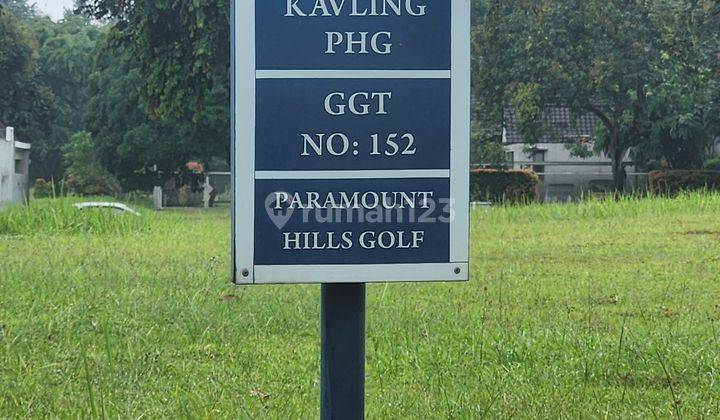 KAVLING
PHG
GGT
NO: 152
PARAMOUNT
rumah123
HILLS GOLF